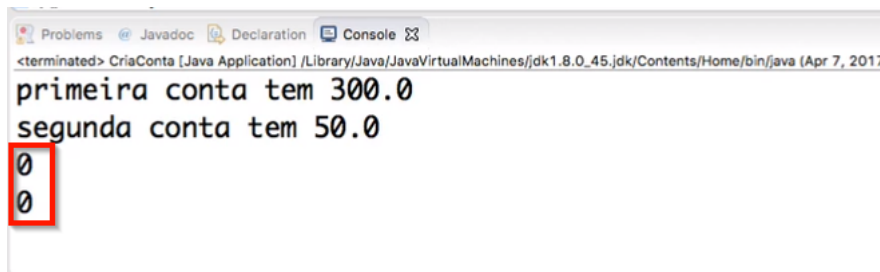 Problems @ Javadoc Declaration Console
<terminated> CriaConta [Java Application] /Library/Java/JavaVirtualMachines/jdk1.8.0_45.jdk/Contents/Home/bin/java (Apr 7, 2017
primeira conta tem 300.0
segunda conta tem 50.0
0
0